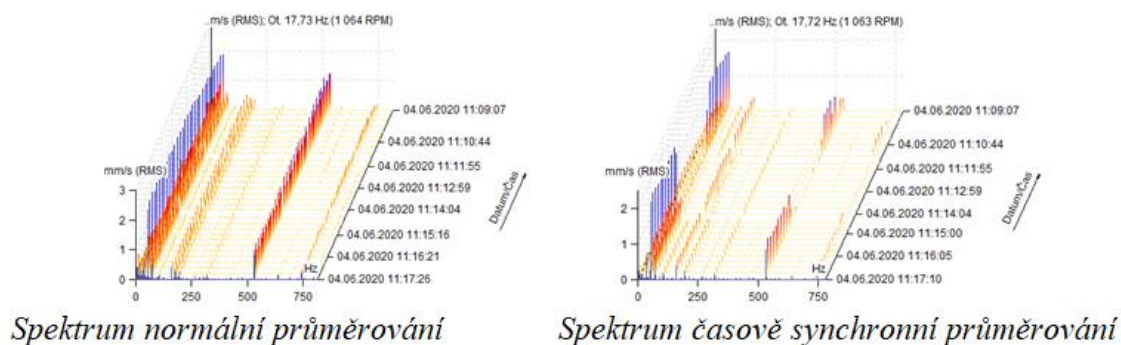 ..m/s (RMS); Ot. 17,73 Hz (1 064 RPM)
04.06.2020 11:09:07
04.06.2020 11:10:44
04.06.2020 11:11:55
04.06.2020 11:12:59
04.06.2020 11:14:04
04.06.2020 11:15:16
04.06.2020 11:16:21
04.06.2020 11:17:26
Datum/Čas
mm/s (RMS)
3
2
1
0
0 250 500 750
Hz
Spektrum normální průměrování
..m/s (RMS); Ot. 17,72 Hz (1 063 RPM)
04.06.2020 11:09:07
04.06.2020 11:10:44
04.06.2020 11:11:55
04.06.2020 11:12:59
04.06.2020 11:14:04
04.06.2020 11:15:00
04.06.2020 11:16:05
04.06.2020 11:17:10
Datum/Čas
mm/s (RMS)
2
1
0
0 250 500 750
Hz
Spektrum časově synchronní průměrování